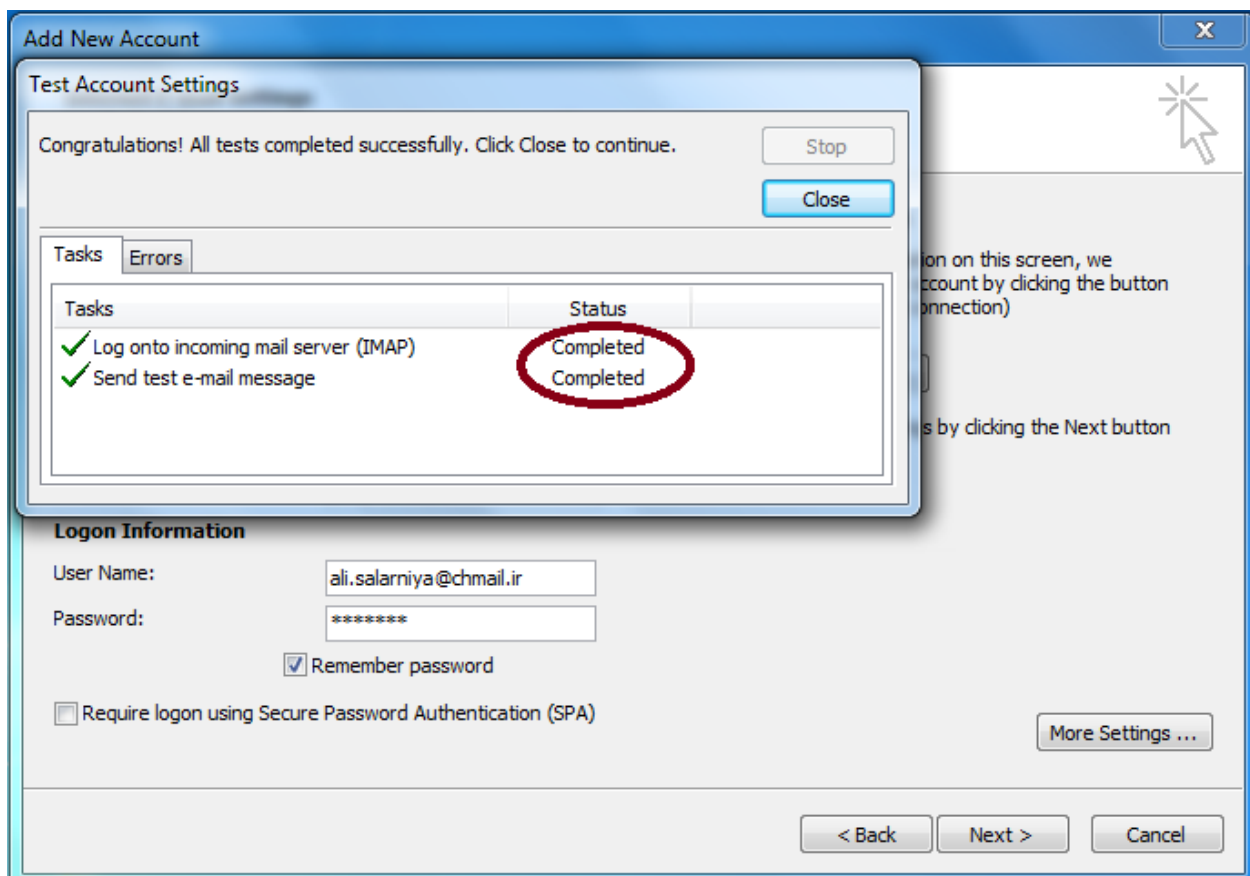 Add New Account
x
Test Account Settings
Congratulations! All tests completed successfully. Click Close to continue.
Stop
Close
Tasks
Errors
Tasks Status
Log onto incoming mail server (IMAP) Completed
Send test e-mail message Completed
on on this screen, we
ccount by clicking the button
nnection)
s by clicking the Next button
Logon Information
User Name: ali.salarniya@chmail.ir
Password: *******
Remember password
Require logon using Secure Password Authentication (SPA)
More Settings ...
< Back Next > Cancel